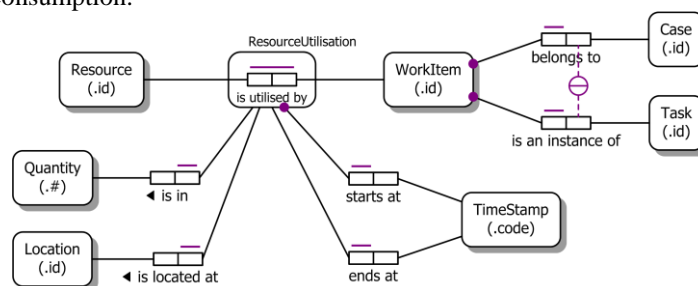 onsumption.
ResourceUtilisation
Resource
(.id)
is utilised by
WorkItem
(.id)
belongs to
Case
(.id)
is an instance of
Task
(.id)
Quantity
(.#)
◄ is in
starts at
TimeStamp
(.code)
Location
(.id)
◄ is located at
ends at